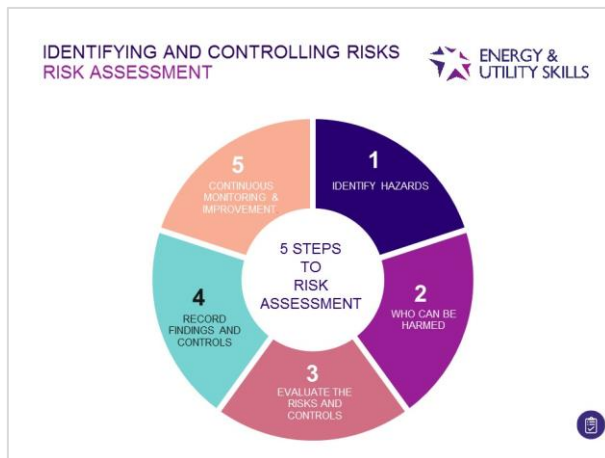 IDENTIFYING AND CONTROLLING RISKS
RISK ASSESSMENT
ENERGY &
UTILITY SKILLS
1
IDENTIFY HAZARDS
2
WHO CAN BE
HARMED
3
EVALUATE THE
RISKS AND
CONTROLS
4
RECORD
FINDINGS AND
CONTROLS
5
CONTINUOUS
MONITORING &
IMPROVEMENT
5 STEPS
TO
RISK
ASSESSMENT